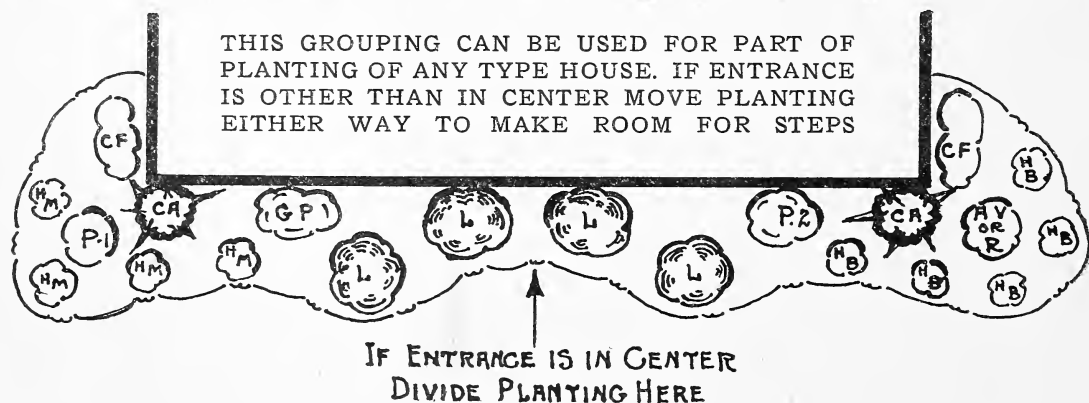 THIS GROUPING CAN BE USED FOR PART OF
PLANTING OF ANY TYPE HOUSE. IF ENTRANCE
IS OTHER THAN IN CENTER MOVE PLANTING
EITHER WAY TO MAKE ROOM FOR STEPS
CF
CF
HM
CA
GP1
L
L
P.2
CA
HB
P-1
AV
OR
R
HB
HM
HM
HM
L
L
HB
HB
HB
IF ENTRANCE IS IN CENTER
DIVIDE PLANTING HERE